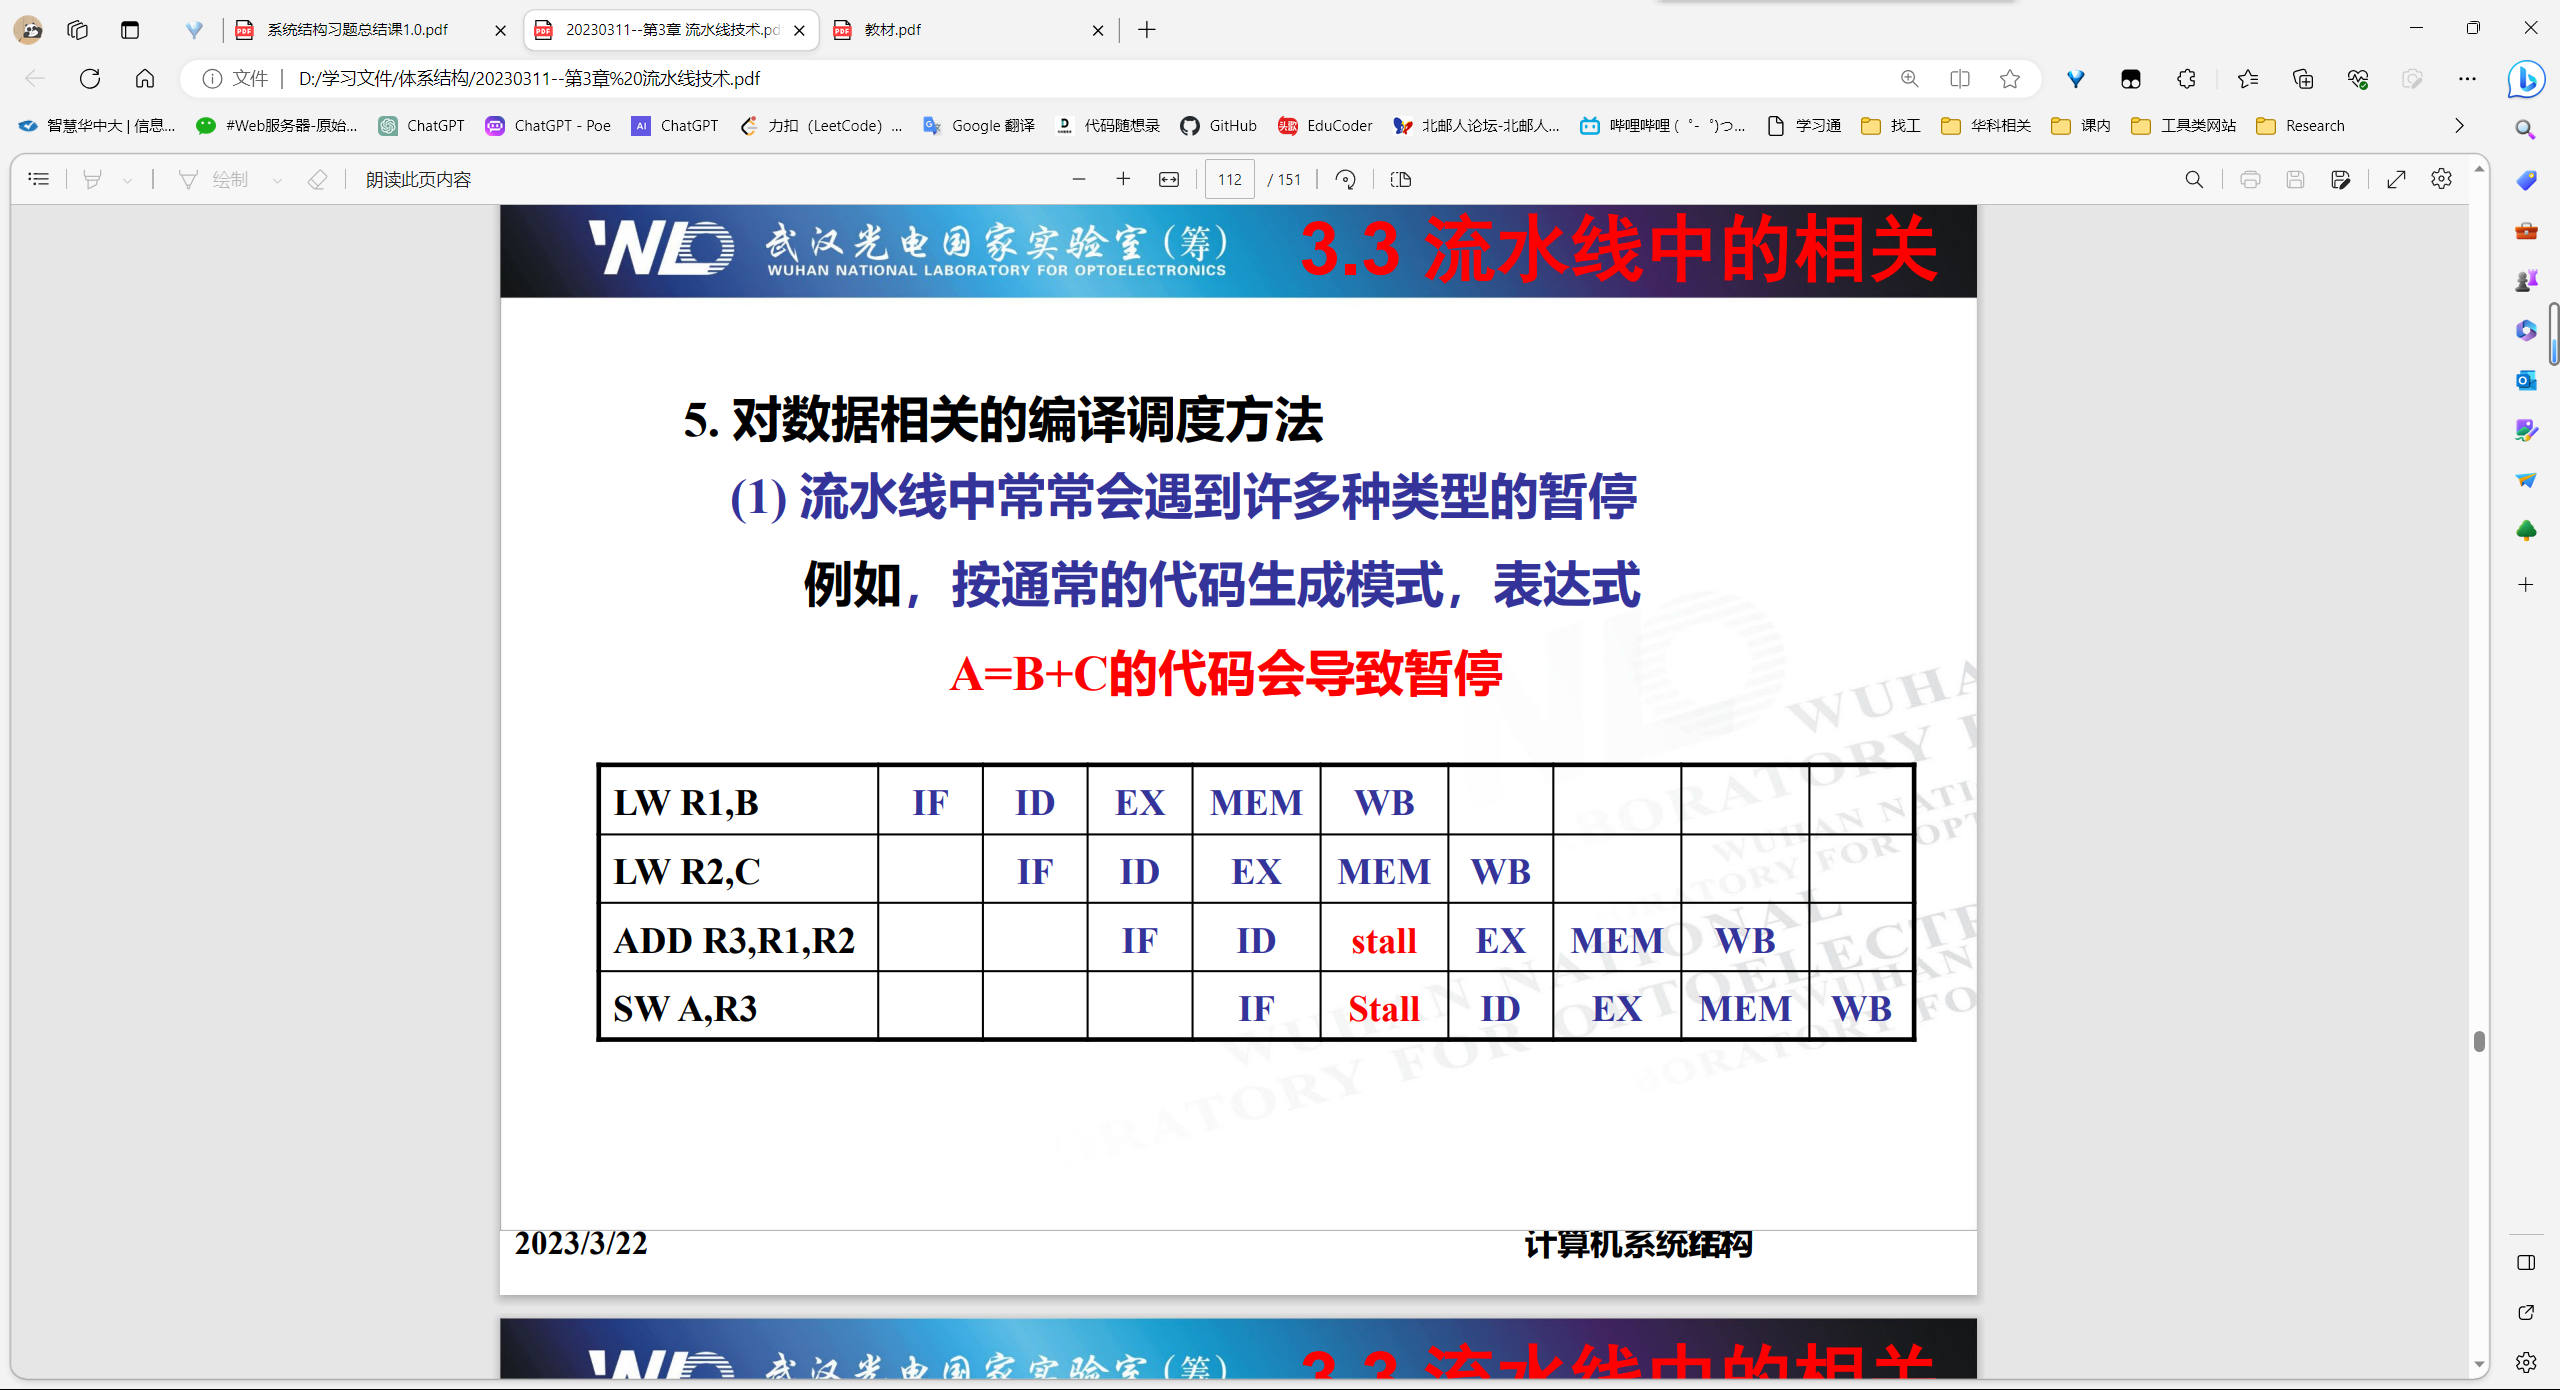 系统结构习题总结课1.0.pdf
20230311--第3章 流水线技术.pd
教材.pdf
文件
D:/学习文件/体系结构/20230311--第3章%20流水线技术.pdf
智慧华中大 | 信息...
#Web服务器-原始...
ChatGPT
ChatGPT - Poe
AI
ChatGPT
力扣（LeetCode）...
Google 翻译
代码随想录
GitHub
头歌
EduCoder
北邮人论坛-北邮人...
哔哩哔哩 ( ゜- ゜)つ...
学习通
找工
华科相关
课内
工具类网站
Research
绘制
朗读此页内容
112
/ 151
武汉光电国家实验室（筹）
WUHAN NATIONAL LABORATORY FOR OPTOELECTRONICS
3.3 流水线中的相关
5. 对数据相关的编译调度方法
(1) 流水线中常常会遇到许多种类型的暂停
例如，按通常的代码生成模式，表达式
A=B+C的代码会导致暂停
LW R1,B IF ID EX MEM WB
LW R2,C IF ID EX MEM WB
ADD R3,R1,R2 IF ID stall EX MEM WB
SW A,R3 IF Stall ID EX MEM WB
2023/3/22
计算机系统结构
武汉光电国家实验室（筹）
3.3 流水线中的相关